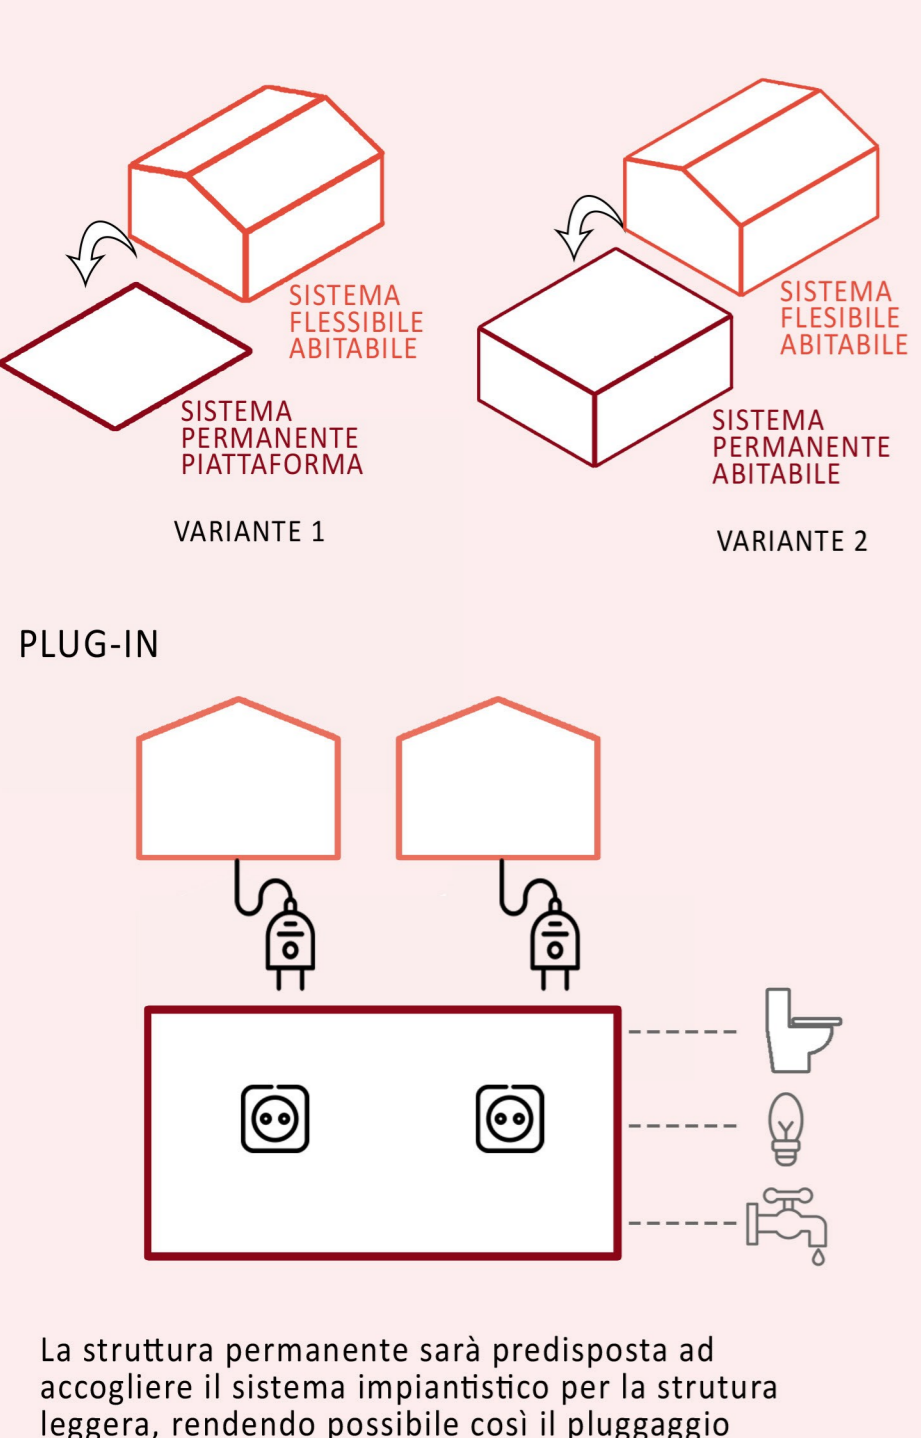 SISTEMA
FLESSIBILE
ABITABILE
SISTEMA
PERMANENTE
PIATTAFORMA
VARIANTE 1
SISTEMA
FLESIBILE
ABITABILE
SISTEMA
PERMANENTE
ABITABILE
VARIANTE 2
PLUG-IN
La struttura permanente sarà predisposta ad
accogliere il sistema impiantistico per la strutura
leggera, rendendo possibile così il pluggaggio